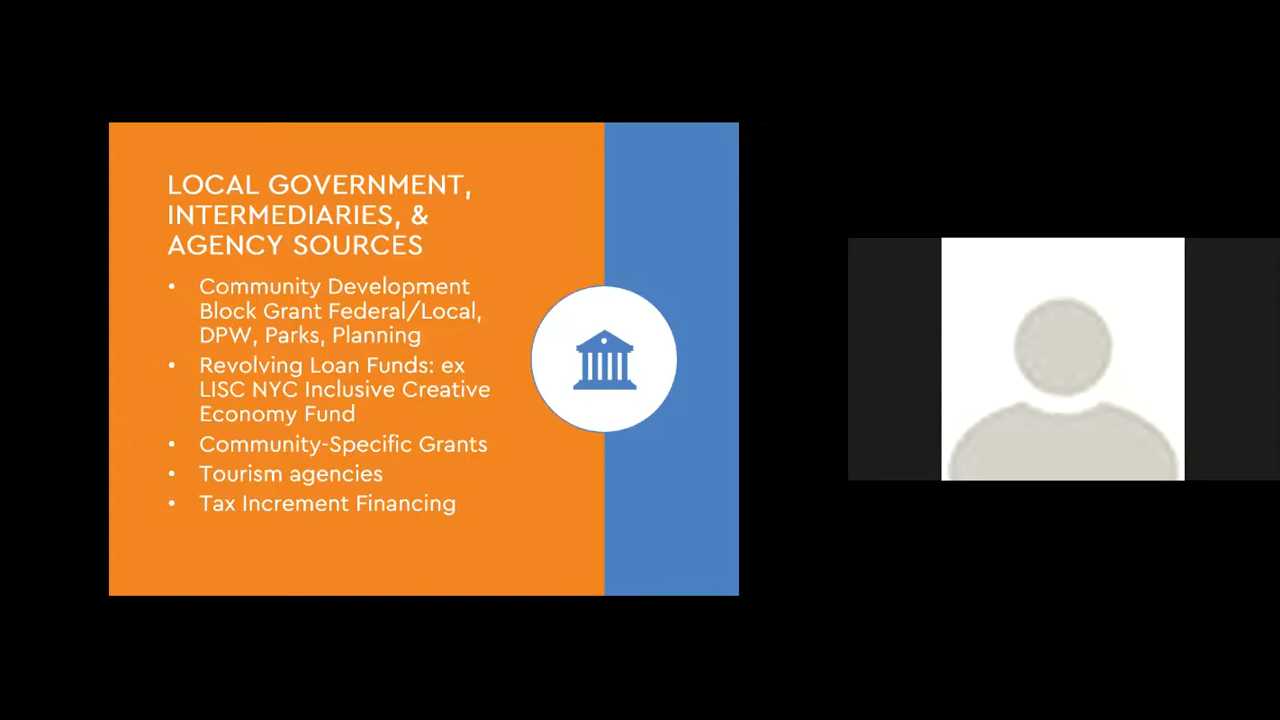 LOCAL GOVERNMENT,
INTERMEDIARIES, &
AGENCY SOURCES
• Community Development
Block Grant Federal/Local,
DPW, Parks, Planning
• Revolving Loan Funds: ex
LISC NYC Inclusive Creative
Economy Fund
• Community-Specific Grants
• Tourism agencies
• Tax Increment Financing